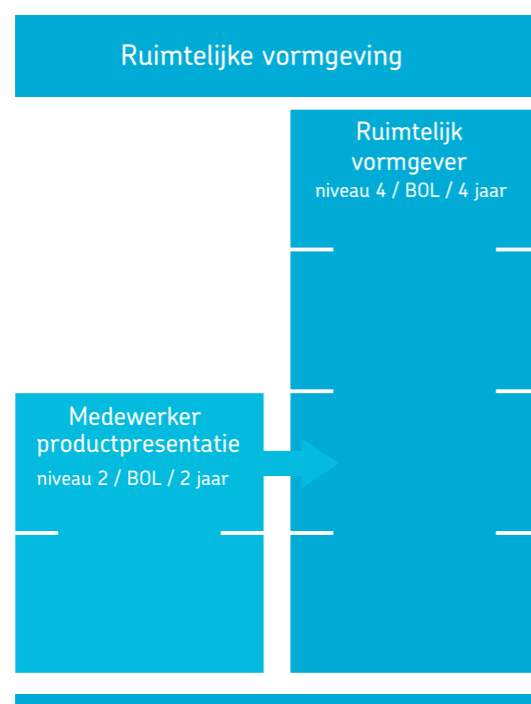 Ruimtelijke vormgeving
Ruimtelijk
vormgever
niveau 4 / BOL / 4 jaar
Medewerker
productpresentatie
niveau 2 / BOL / 2 jaar